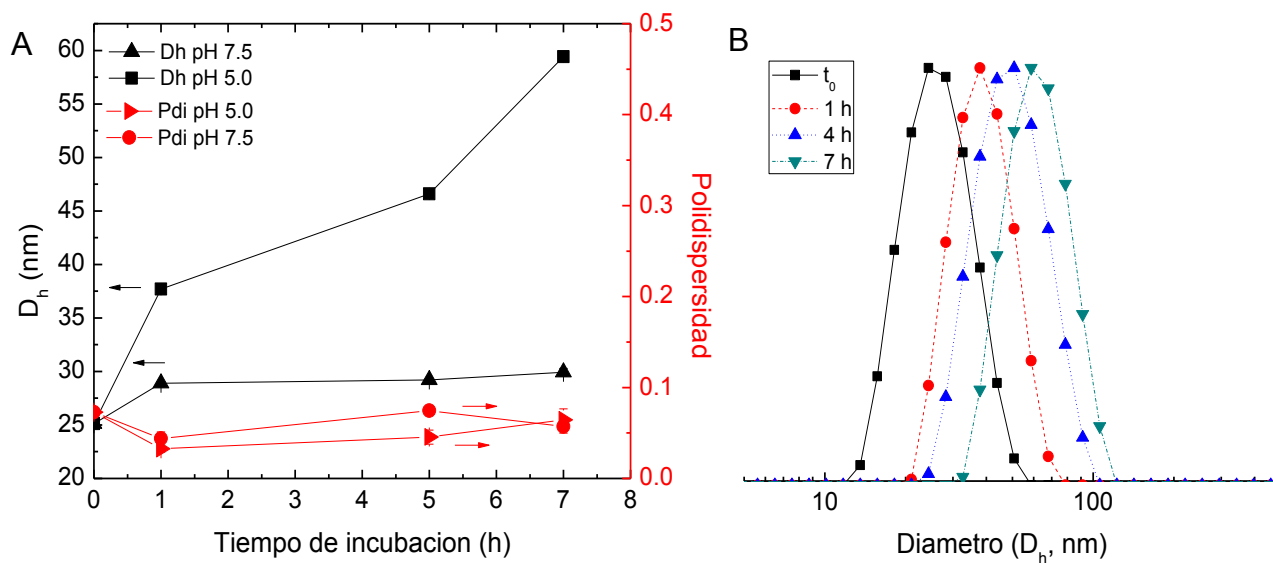 A
Dh pH 7.5
Dh pH 5.0
Pdi pH 5.0
Pdi pH 7.5
60
55
50
45
40
35
30
25
20
D_h (nm)
0 1 2 3 4 5 6 7 8
Tiempo de incubacion (h)
0.5
0.4
0.3
0.2
0.1
0.0
Polidispersidad
B
t_0
1 h
4 h
7 h
10 100
Diametro (D_h, nm)